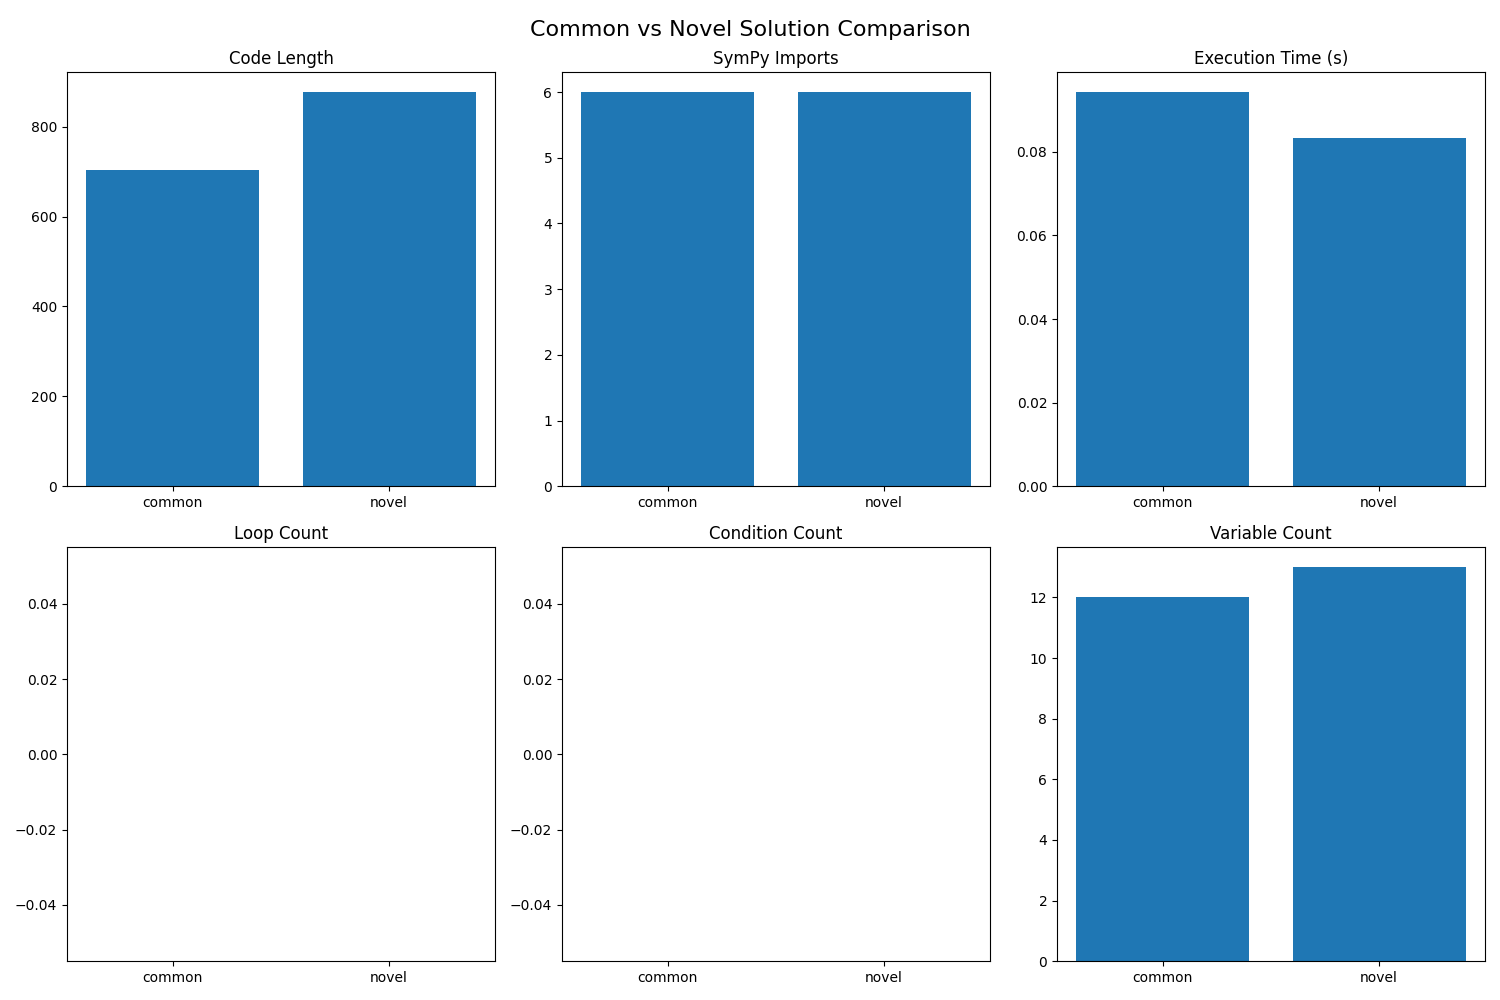 Common vs Novel Solution Comparison
Code Length
800
600
400
200
0
common novel
SymPy Imports
6
5
4
3
2
1
0
common novel
Execution Time (s)
0.08
0.06
0.04
0.02
0.00
common novel
Loop Count
0.04
0.02
0.00
−0.02
−0.04
common novel
Condition Count
0.04
0.02
0.00
−0.02
−0.04
common novel
Variable Count
12
10
8
6
4
2
0
common novel